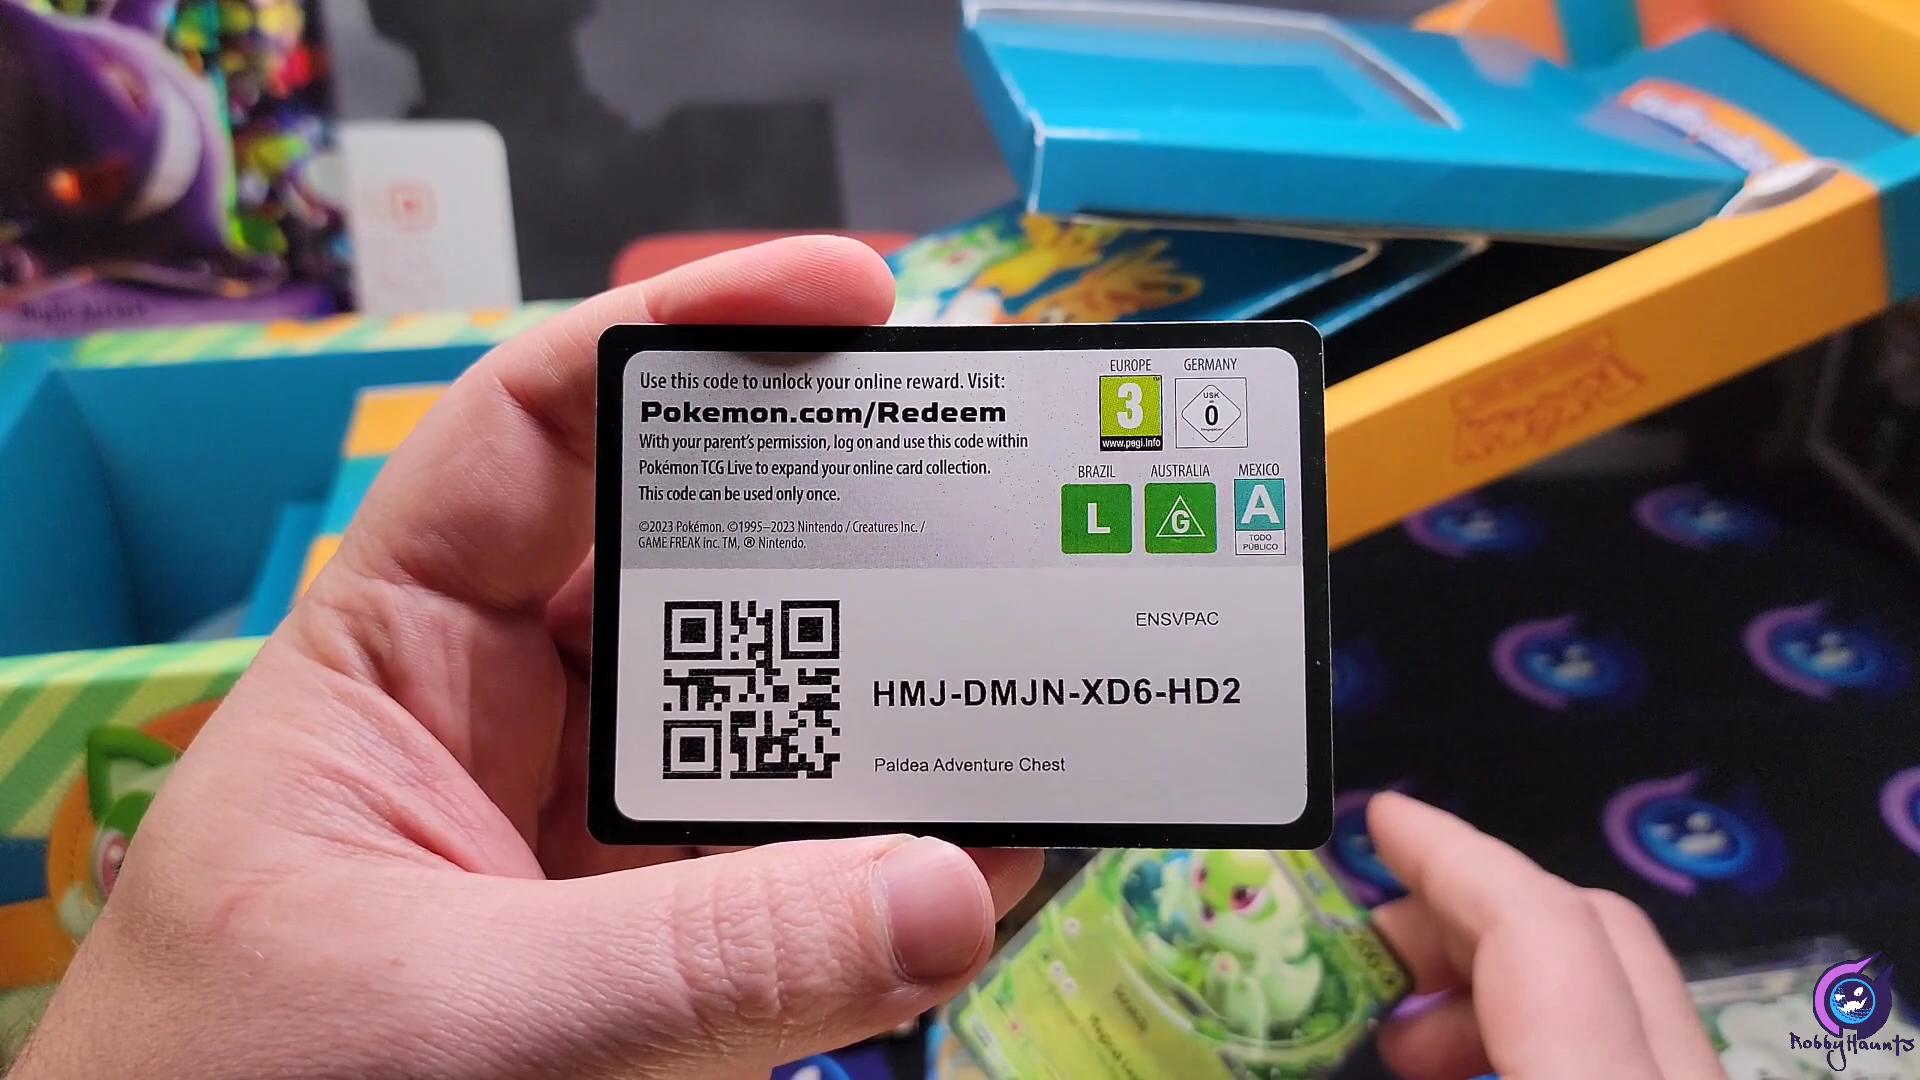 Use this code to unlock your online reward. Visit:
Pokemon.com/Redeem
With your parent's permission, log on and use this code within
Pokémon TCG Live to expand your online card collection.
This code can be used only once.
©2023 Pokémon. ©1995–2023 Nintendo / Creatures Inc. /
GAME FREAK inc. TM, ® Nintendo.
EUROPE
3
www.pegi.info
GERMANY
USK
ab
0
BRAZIL
L
AUSTRALIA
G
MEXICO
A
TODO
PÚBLICO
ENSVPAC
HMJ-DMJN-XD6-HD2
Paldea Adventure Chest
RobbyHaunts